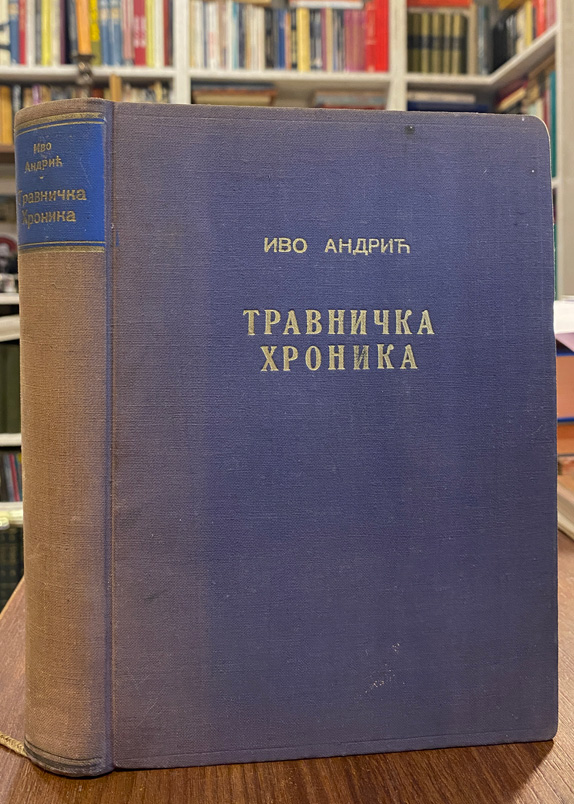 Иво
Андрић
Травничка
Хроника
ИВО АНДРИЋ
ТРАВНИЧКА
ХРОНИКА